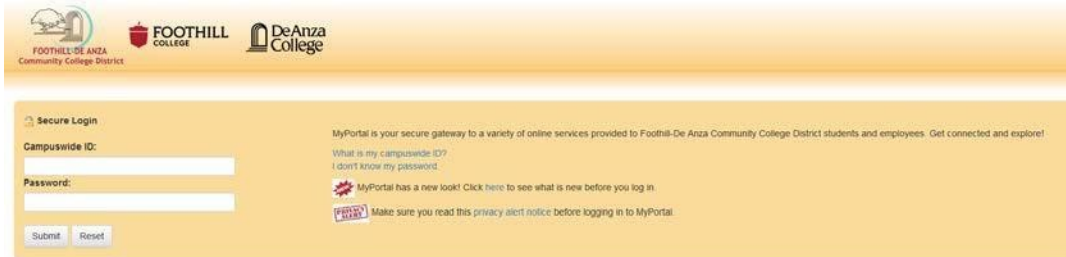 FOOTHILL-DE ANZA
Community College District
FOOTHILL
COLLEGE
DeAnza
College
Secure Login
Campuswide ID:
Password:
Submit Reset
MyPortal is your secure gateway to a variety of online services provided to Foothill-De Anza Community College District students and employees. Get connected and explore!
What is my campuswide ID?
I don't know my password.
MyPortal has a new look! Click here to see what is new before you log in.
PRIVACY
ALERT
Make sure you read this privacy alert notice before logging in to MyPortal.